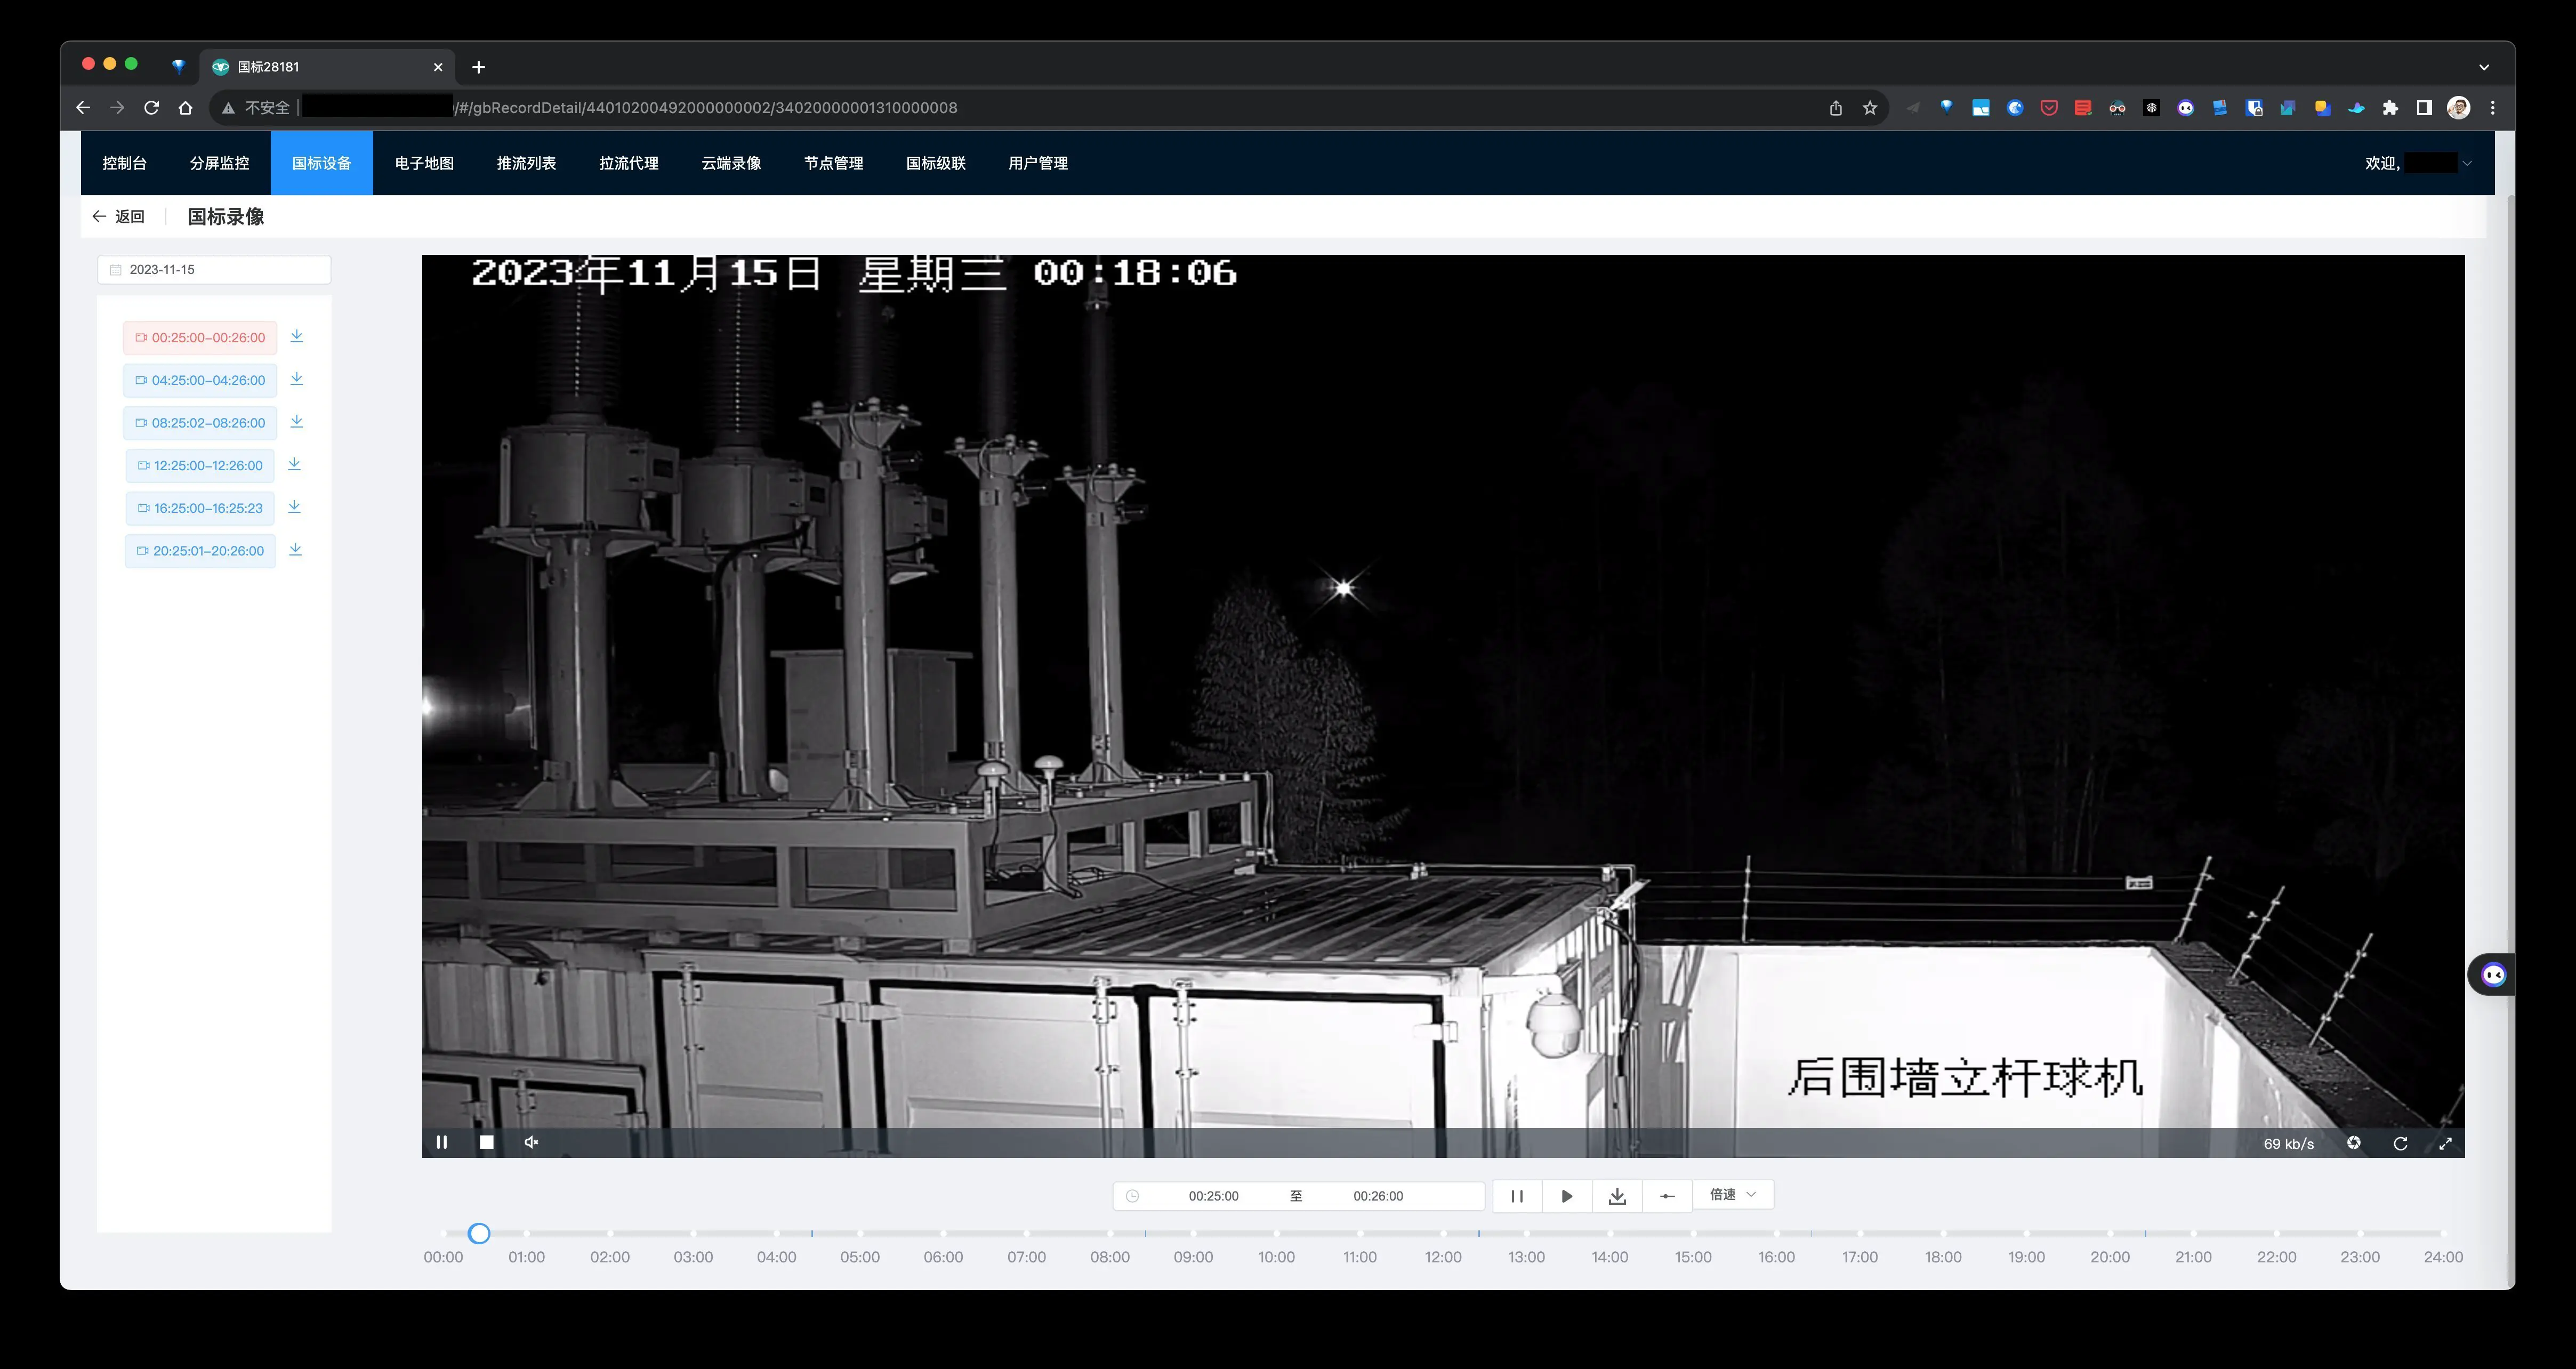 国标28181
不安全
/#/gbRecordDetail/44010200492000000002/34020000001310000008
控制台 分屏监控 国标设备 电子地图 推流列表 拉流代理 云端录像 节点管理 国标级联 用户管理 欢迎,
返回 国标录像
2023-11-15
00:25:00-00:26:00
04:25:00-04:26:00
08:25:02-08:26:00
12:25:00-12:26:00
16:25:00-16:25:23
20:25:01-20:26:00
2023年11月15日 星期三 00:18:06
后围墙立杆球机
69 kb/s
00:25:00 至 00:26:00 倍速
00:00 01:00 02:00 03:00 04:00 05:00 06:00 07:00 08:00 09:00 10:00 11:00 12:00 13:00 14:00 15:00 16:00 17:00 18:00 19:00 20:00 21:00 22:00 23:00 24:00